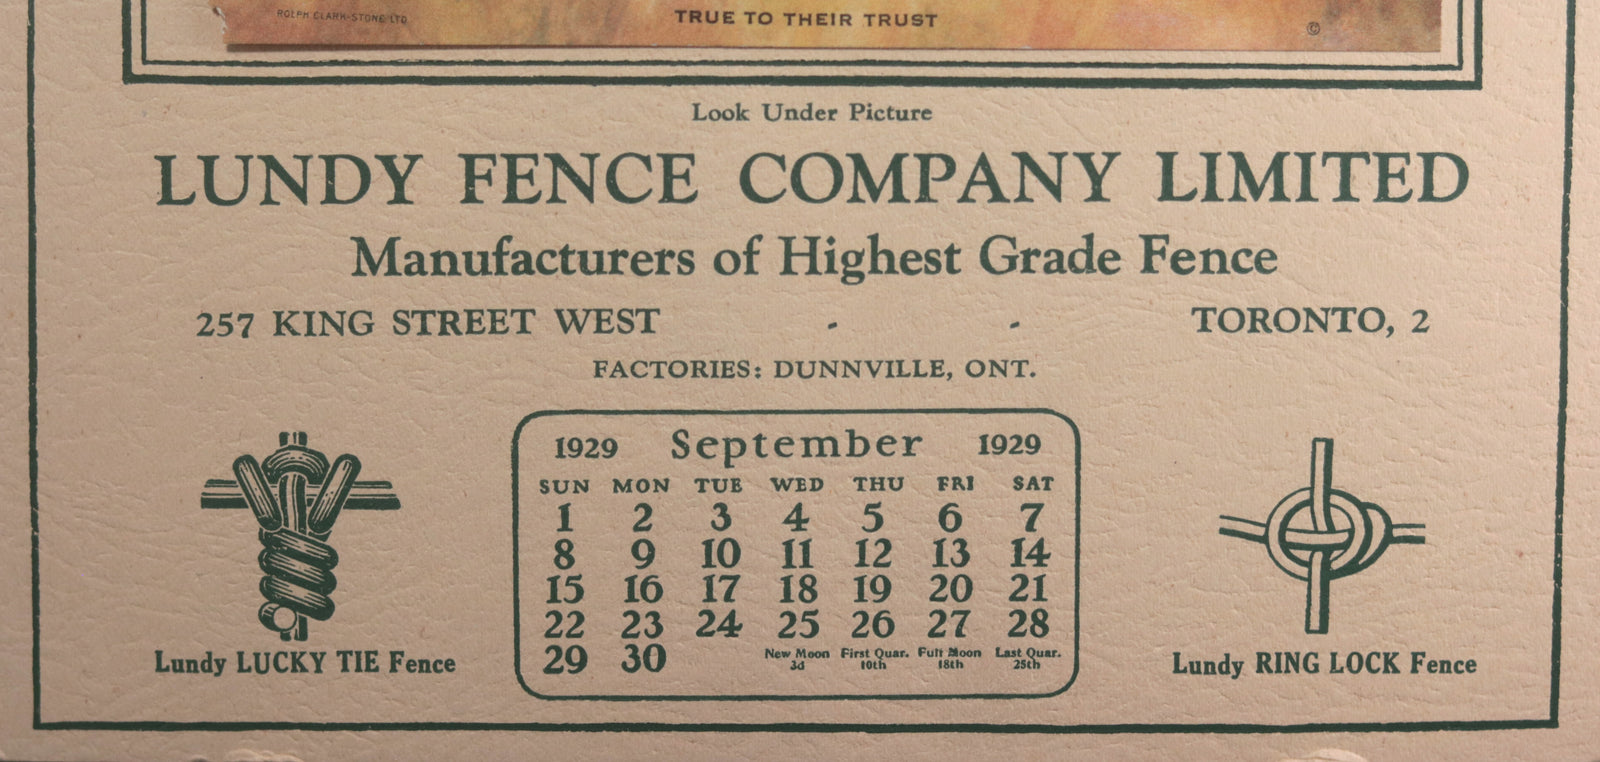 ROLPH CLARK-STONE LTD
TRUE TO THEIR TRUST
©
Look Under Picture
LUNDY FENCE COMPANY LIMITED
Manufacturers of Highest Grade Fence
257 KING STREET WEST - - TORONTO, 2
FACTORIES: DUNNVILLE, ONT.
1929 September 1929
SUN MON TUE WED THU FRI SAT
1 2 3 4 5 6 7
8 9 10 11 12 13 14
15 16 17 18 19 20 21
22 23 24 25 26 27 28
29 30 New Moon 3d First Quar. 10th Full Moon 18th Last Quar. 25th
Lundy LUCKY TIE Fence
Lundy RING LOCK Fence